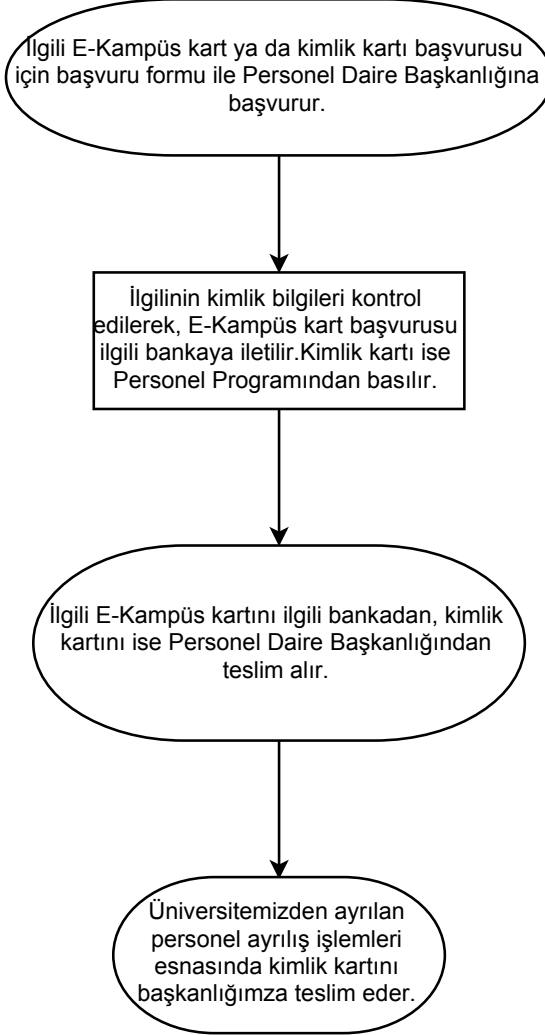 İlgili E-Kampüs kart ya da kimlik kartı başvurusu
için başvuru formu ile Personel Daire Başkanlığına
başvurur.
İlgilinin kimlik bilgileri kontrol
edilerek, E-Kampüs kart başvurusu
ilgili bankaya iletilir.Kimlik kartı ise
Personel Programından basılır.
İlgili E-Kampüs kartını ilgili bankadan, kimlik
kartını ise Personel Daire Başkanlığından
teslim alır.
Üniversitemizden ayrılan
personel ayrılış işlemleri
esnasında kimlik kartını
başkanlığımza teslim eder.